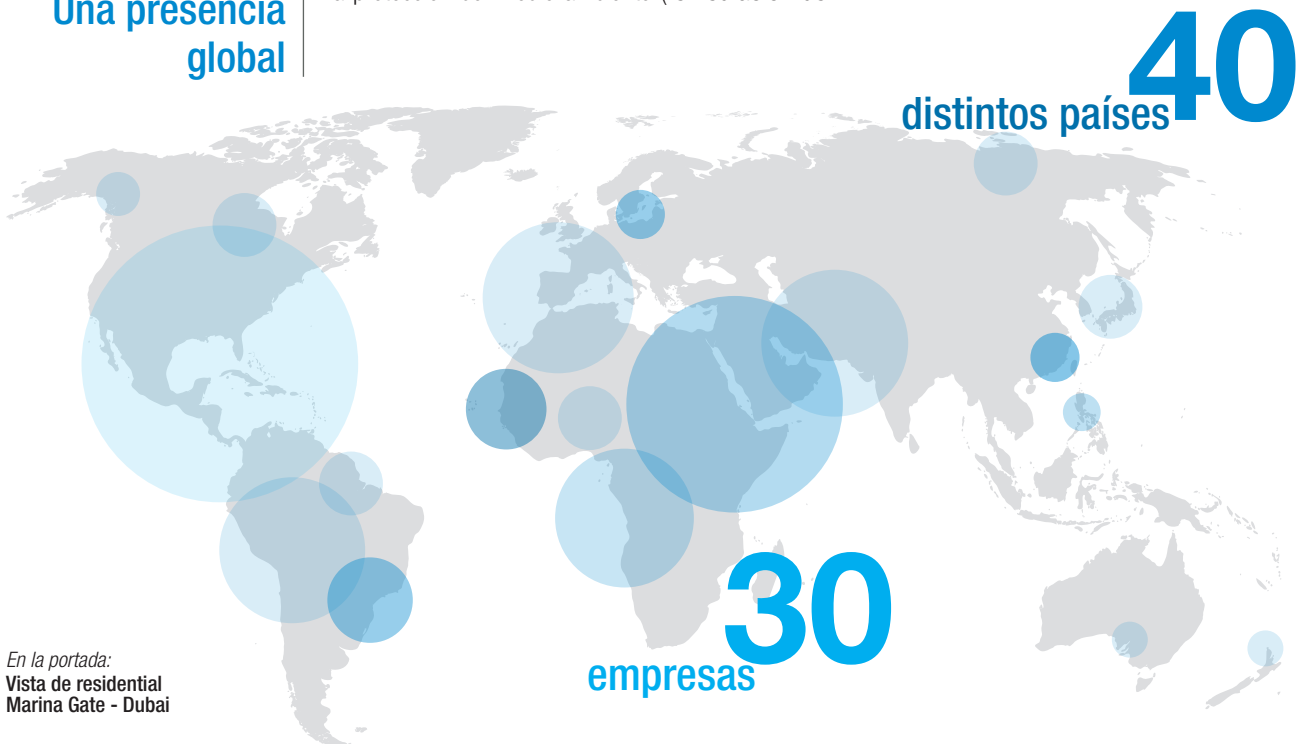 Una presencia
global
40
distintos países
30
empresas
En la portada:
Vista de residential
Marina Gate - Dubai